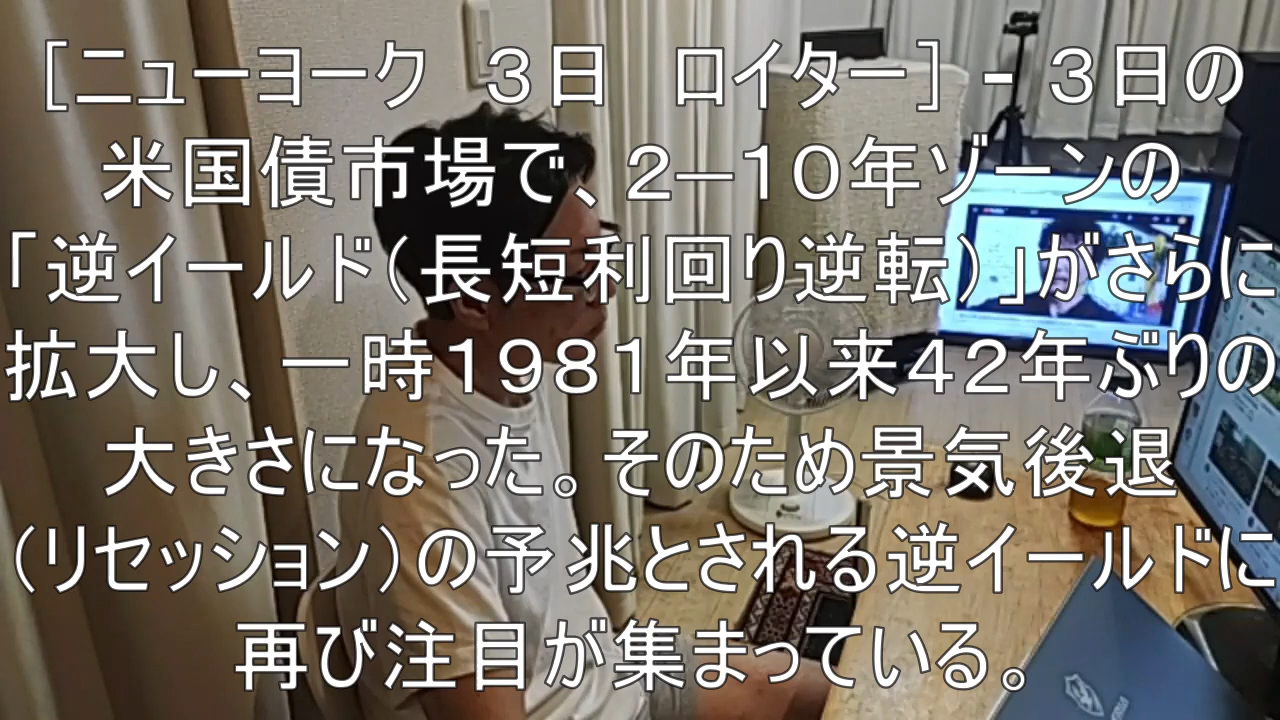 ［ニューヨーク　３日　ロイター］ - ３日の
米国債市場で、２―１０年ゾーンの
「逆イールド（長短利回り逆転）」がさらに
拡大し、一時１９８１年以来４２年ぶりの
大きさになった。そのため景気後退
（リセッション）の予兆とされる逆イールドに
再び注目が集まっている。